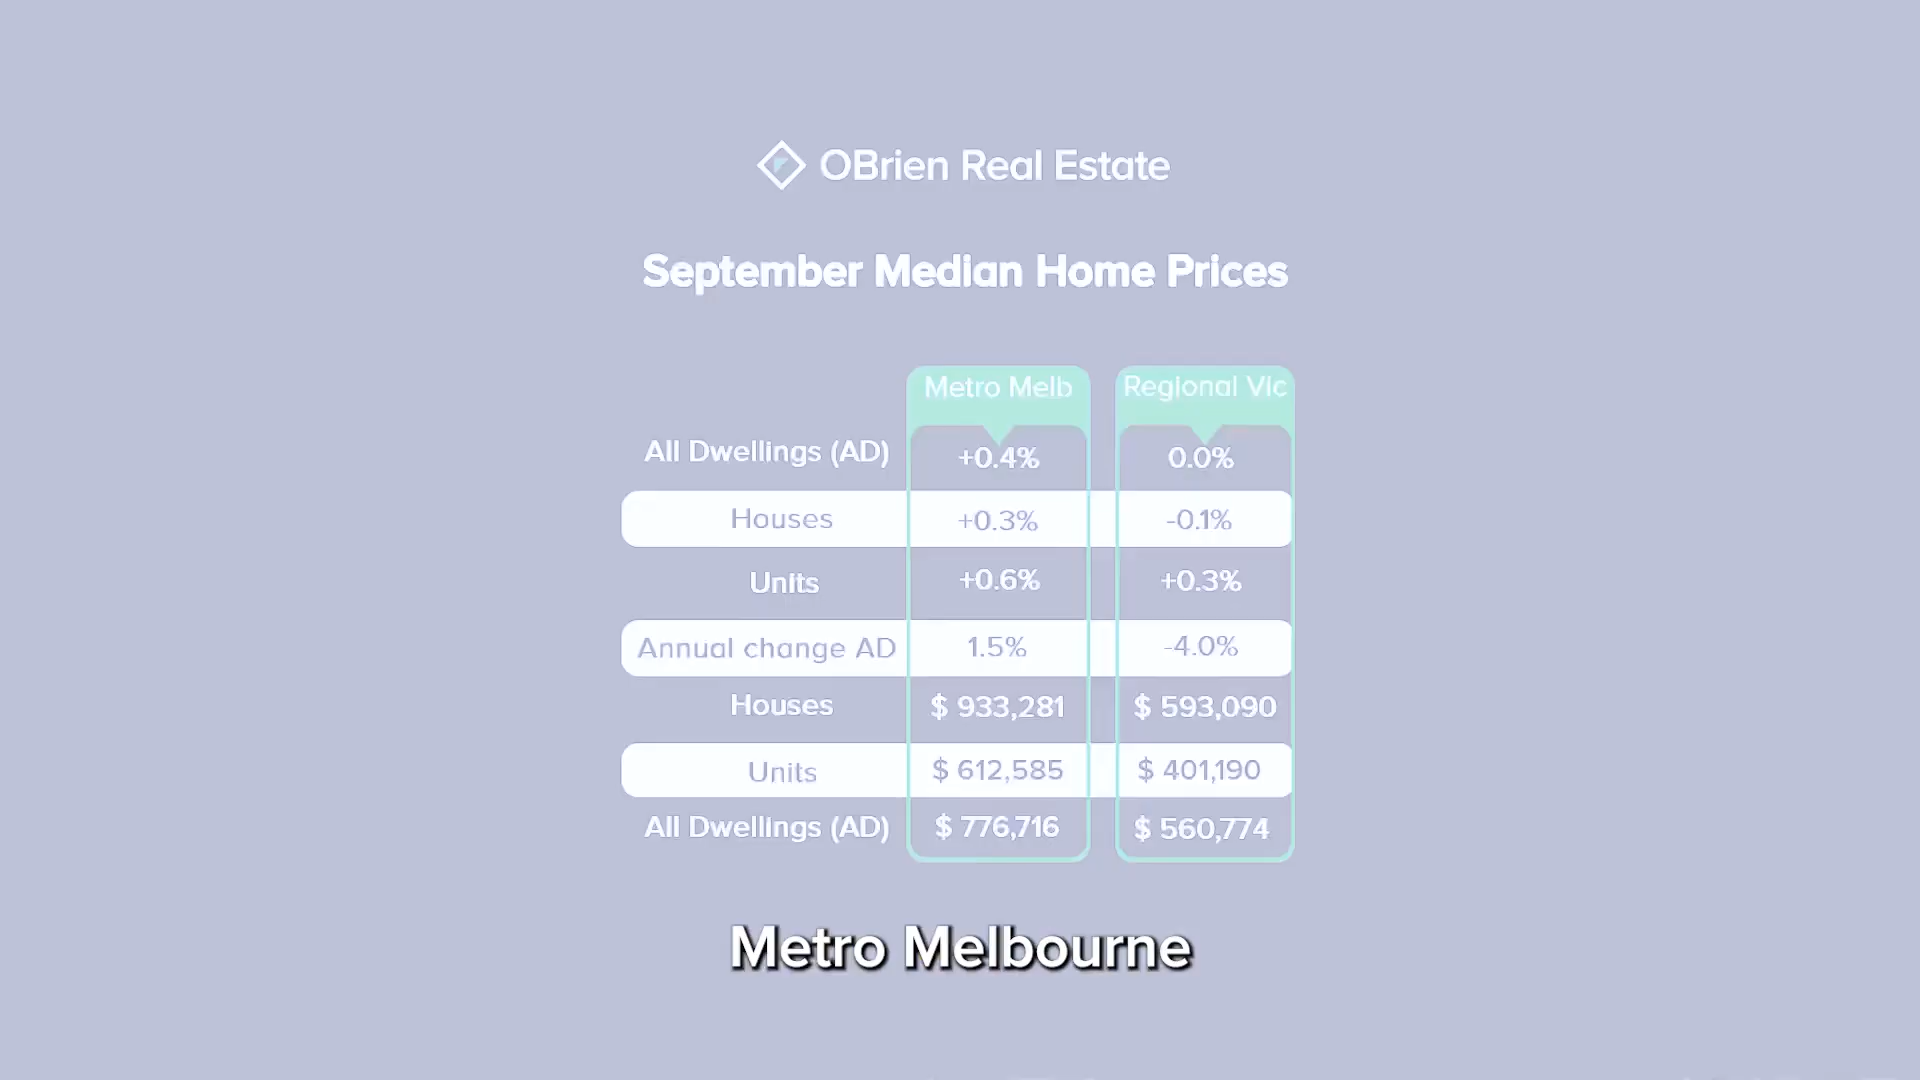 OBrien Real Estate
September Median Home Prices
Metro Melb Regional Vic
All Dwellings (AD) +0.4% 0.0%
Houses +0.3% -0.1%
Units +0.6% +0.3%
Annual change AD 1.5% -4.0%
Houses $ 933,281 $ 593,090
Units $ 612,585 $ 401,190
All Dwellings (AD) $ 776,716 $ 560,774
Metro Melbourne